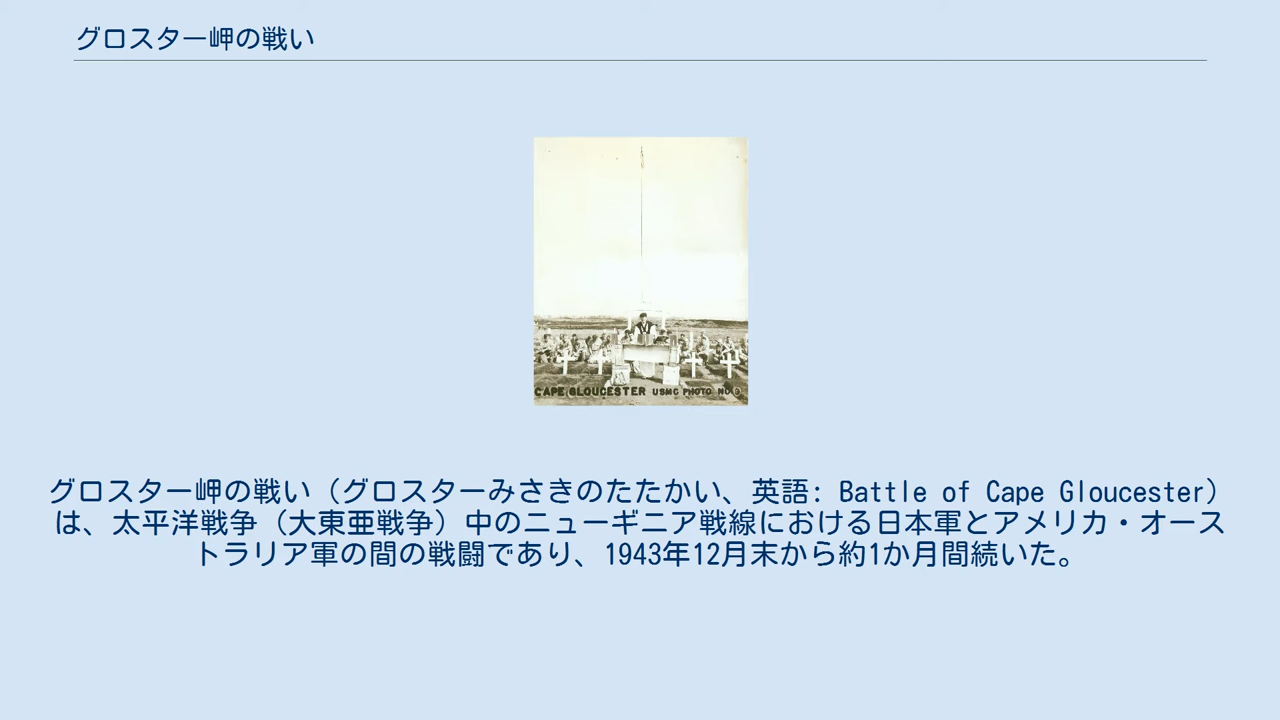 グロスター岬の戦い
CAPE GLOUCESTER USMC PHOTO NO 9
グロスター岬の戦い（グロスターみさきのたたかい、英語: Battle of Cape Gloucester）
は、太平洋戦争（大東亜戦争）中のニューギニア戦線における日本軍とアメリカ・オース
トラリア軍の間の戦闘であり、1943年12月末から約1か月間続いた。